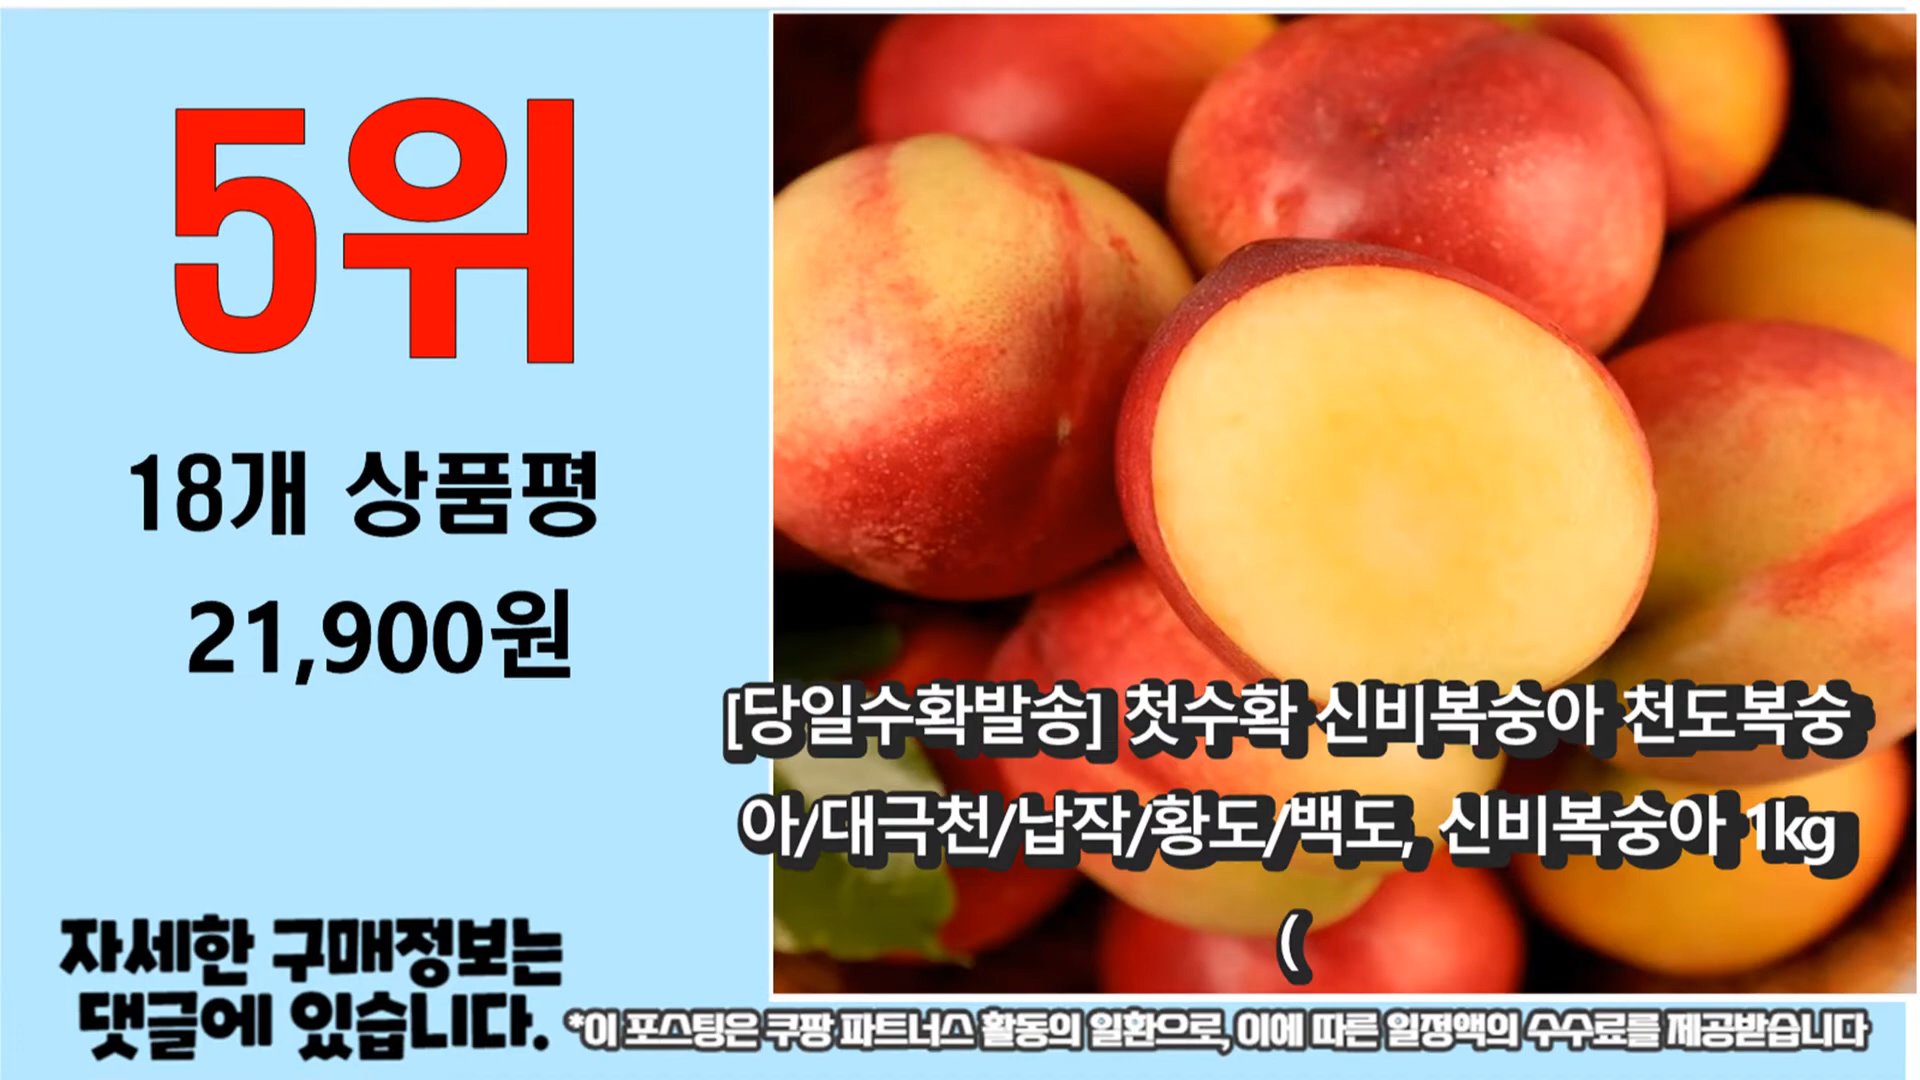 5위
18개 상품평
21,900원
[당일수확발송] 첫수확 신비복숭아 천도복숭
아/대극천/납작/황도/백도, 신비복숭아 1kg
(
자세한 구매정보는
댓글에 있습니다.
*이 포스팅은 쿠팡 파트너스 활동의 일환으로, 이에 따른 일정액의 수수료를 제공받습니다